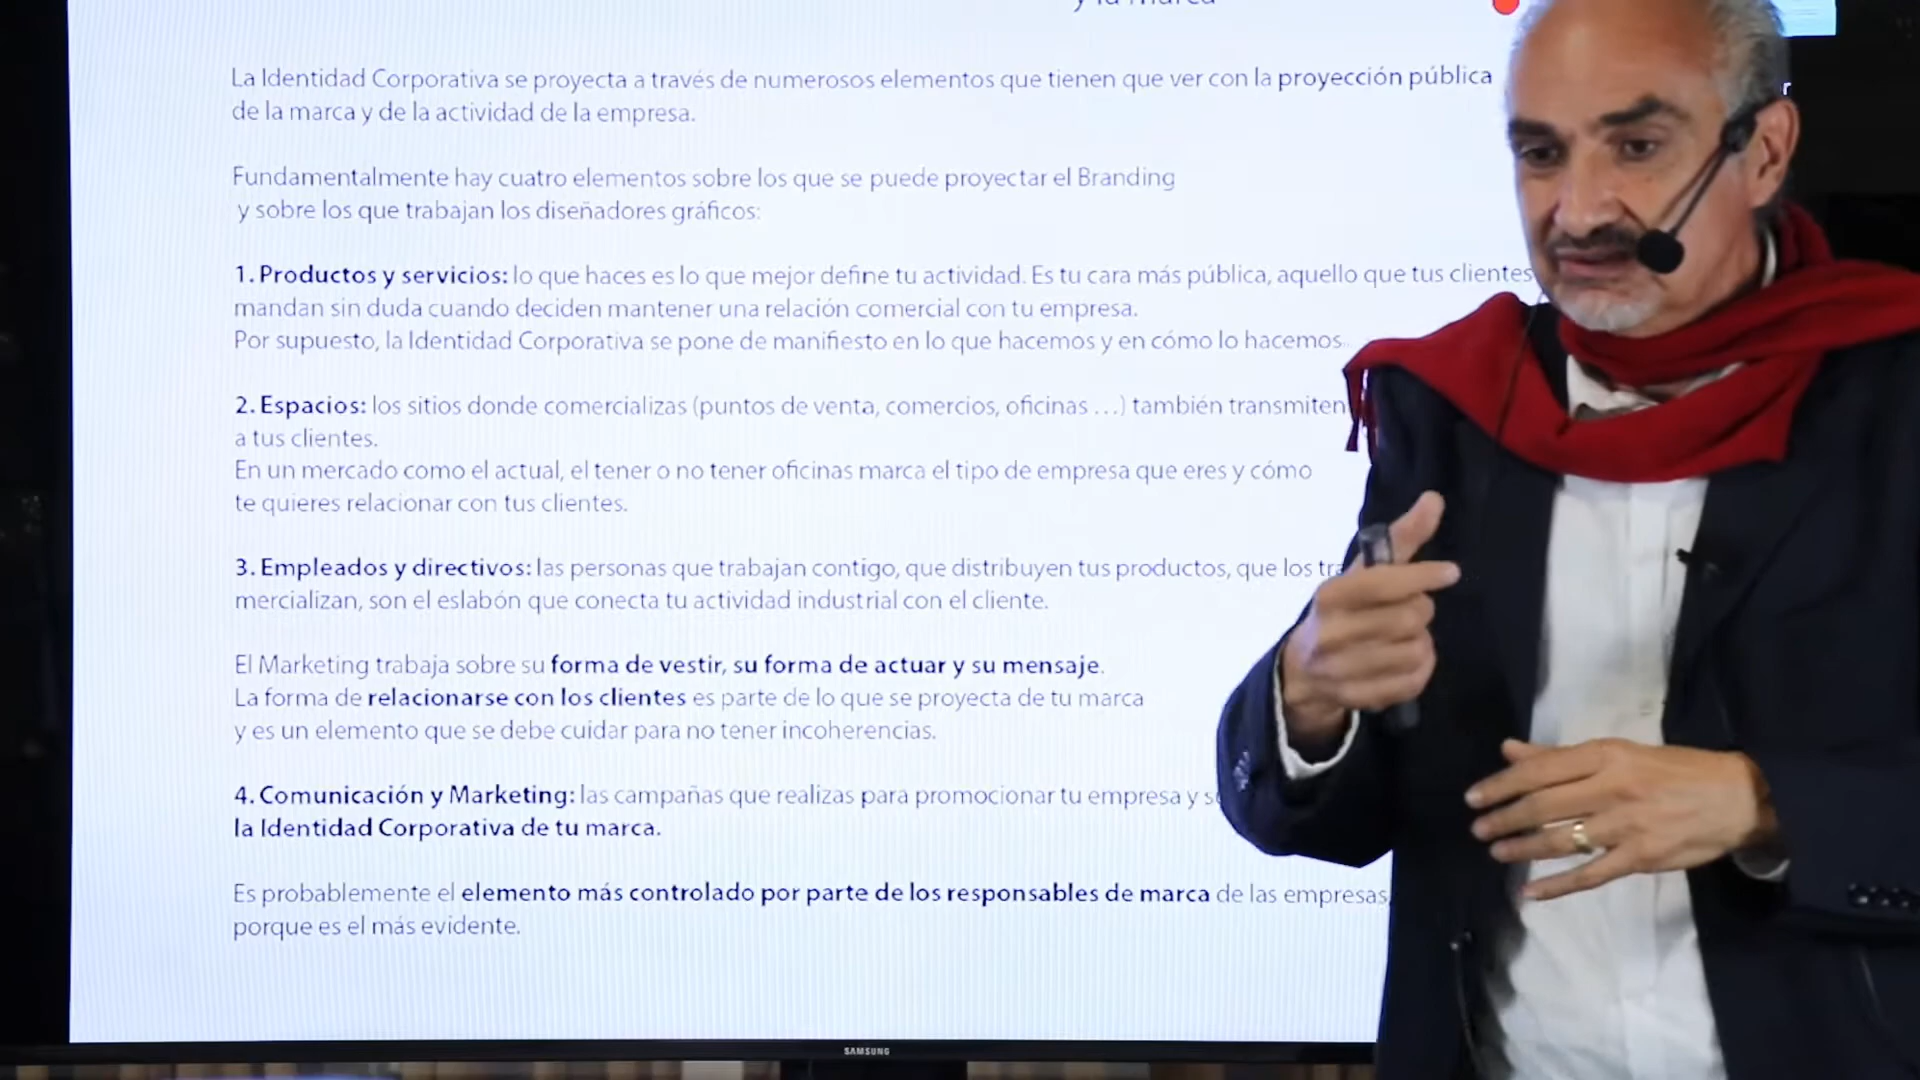 y la marca
La Identidad Corporativa se proyecta a través de numerosos elementos que tienen que ver con la proyección pública
de la marca y de la actividad de la empresa.
Fundamentalmente hay cuatro elementos sobre los que se puede proyectar el Branding
y sobre los que trabajan los diseñadores gráficos:
1. Productos y servicios: lo que haces es lo que mejor define tu actividad. Es tu cara más pública, aquello que tus clientes
mandan sin duda cuando deciden mantener una relación comercial con tu empresa.
Por supuesto, la Identidad Corporativa se pone de manifiesto en lo que hacemos y en cómo lo hacemos
2. Espacios: los sitios donde comercializas (puntos de venta, comercios, oficinas ...) también transmiten
a tus clientes.
En un mercado como el actual, el tener o no tener oficinas marca el tipo de empresa que eres y cómo
te quieres relacionar con tus clientes.
3. Empleados y directivos: las personas que trabajan contigo, que distribuyen tus productos, que los
mercializan, son el eslabón que conecta tu actividad industrial con el cliente.
El Marketing trabaja sobre su forma de vestir, su forma de actuar y su mensaje.
La forma de relacionarse con los clientes es parte de lo que se proyecta de tu marca
y es un elemento que se debe cuidar para no tener incoherencias.
4. Comunicación y Marketing: las campañas que realizas para promocionar tu empresa y
la Identidad Corporativa de tu marca.
Es probablemente el elemento más controlado por parte de los responsables de marca de las empresas
porque es el más evidente.
SAMSUNG